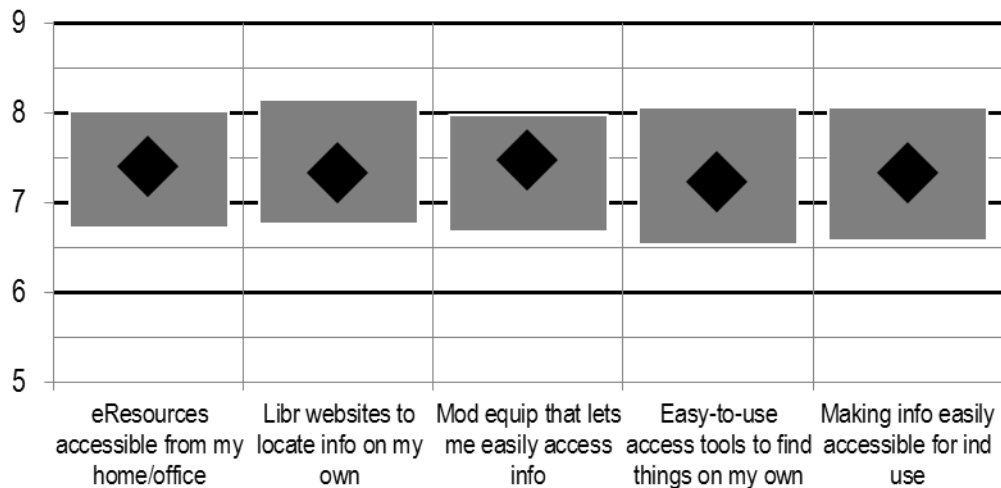 9
8
7
6
5
eResources
accessible from my
home/office
Libr websites to
locate info on my
own
Mod equip that lets
me easily access
info
Easy-to-use
access tools to find
things on my own
Making info easily
accessible for ind
use